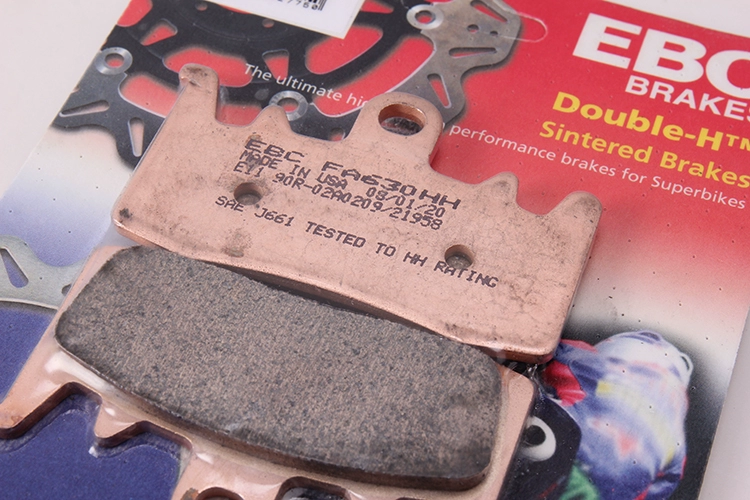 EBC
BRAKES
Double-H™
Sintered Brakes
The ultimate hi
performance brakes for Superbikes
EBC FA630HH
MADE IN USA 08/01/20
E11 90R-02A0209/21958
SAE J661 TESTED TO HH RATING